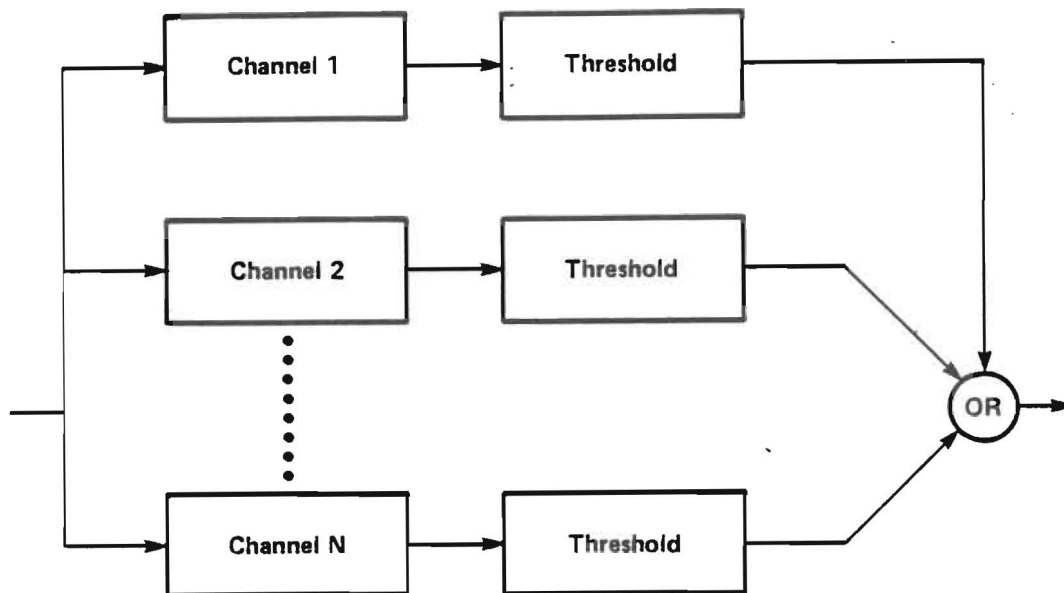 Channel 1
Threshold
Channel 2
Threshold
OR
Channel N
Threshold